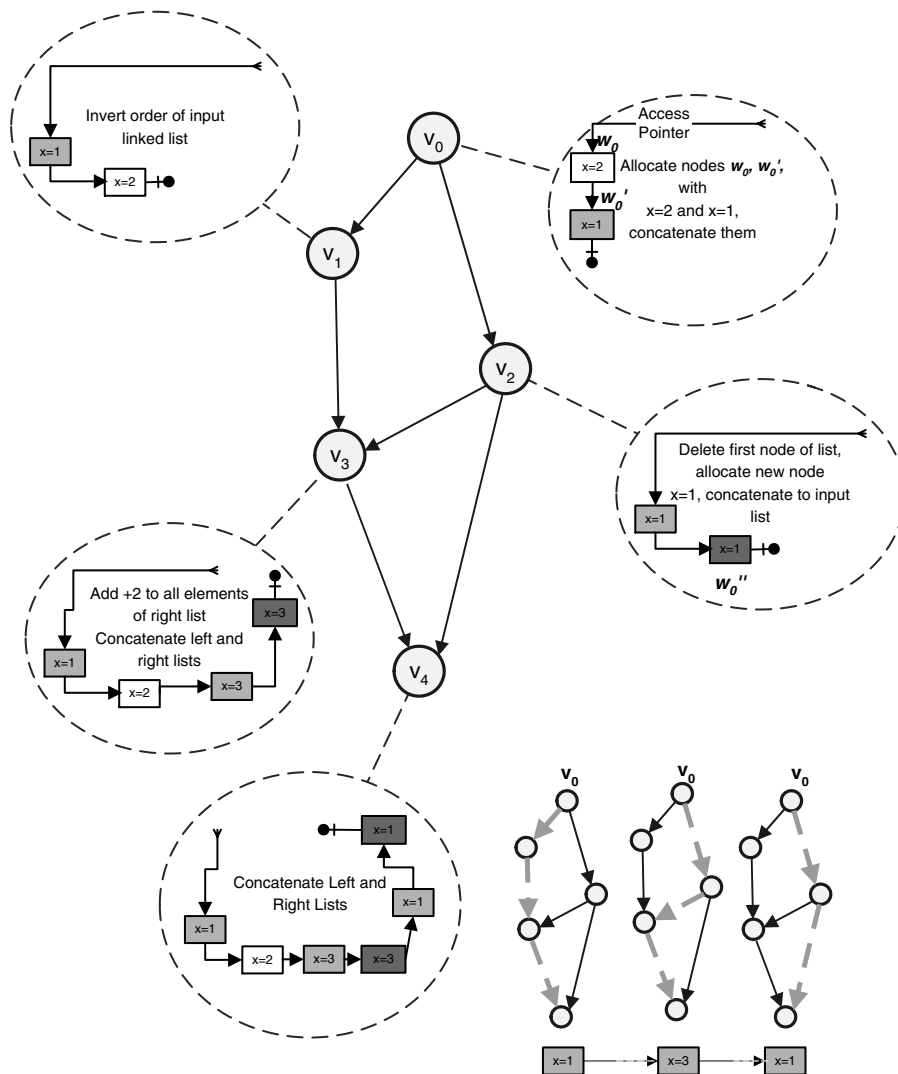 Invert order of input
linked list
x=1
x=2
v0
Access
Pointer
w0
x=2
Allocate nodes w0, w0',
with
w0'
x=1
x=2 and x=1,
concatenate them
v1
v2
Delete first node of list,
allocate new node
x=1, concatenate to input
list
x=1
x=1
w0''
v3
Add +2 to all elements
of right list
Concatenate left and
right lists
x=3
x=1
x=2
x=3
v4
x=1
Concatenate Left and
Right Lists
x=1
x=1
x=2
x=3
x=3
v0
v0
v0
x=1
x=3
x=1